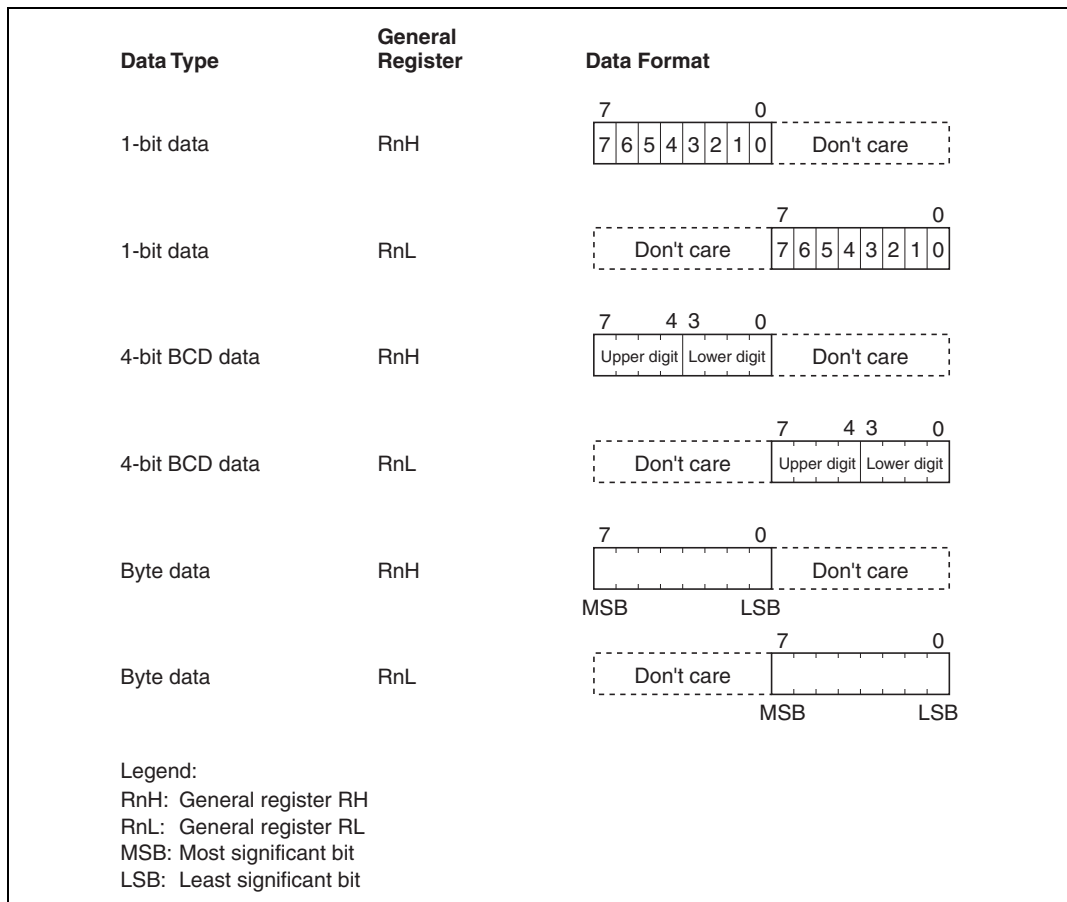 Data Type General Register Data Format
7 0
1-bit data RnH 7 6 5 4 3 2 1 0 Don't care
7 0
1-bit data RnL Don't care 7 6 5 4 3 2 1 0
7 4 3 0
4-bit BCD data RnH Upper digit Lower digit Don't care
7 4 3 0
4-bit BCD data RnL Don't care Upper digit Lower digit
7 0
Byte data RnH Don't care
MSB LSB
7 0
Byte data RnL Don't care
MSB LSB
Legend:
RnH: General register RH
RnL: General register RL
MSB: Most significant bit
LSB: Least significant bit